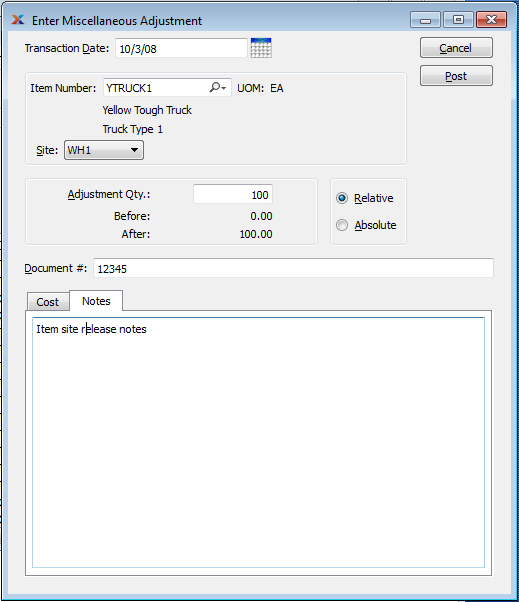 Enter Miscellaneous Adjustment
Transaction Date: 10/3/08
Cancel
Post
Item Number: YTRUCK1 UOM: EA
Yellow Tough Truck
Truck Type 1
Site: WH1
Adjustment Qty.: 100
Before: 0.00
After: 100.00
Relative
Absolute
Document #: 12345
Cost Notes
Item site release notes